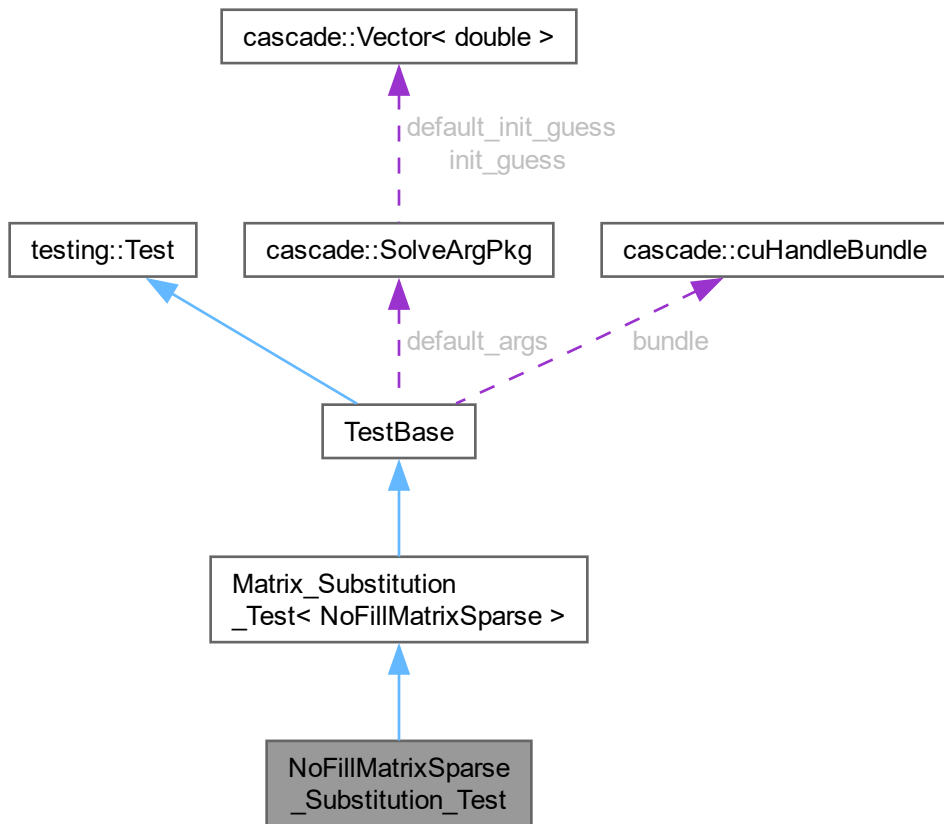 cascade::Vector< double >
default_init_guess
init_guess
testing::Test
cascade::SolveArgPkg
cascade::cuHandleBundle
default_args
bundle
TestBase
Matrix_Substitution
_Test< NoFillMatrixSparse >
NoFillMatrixSparse
_Substitution_Test